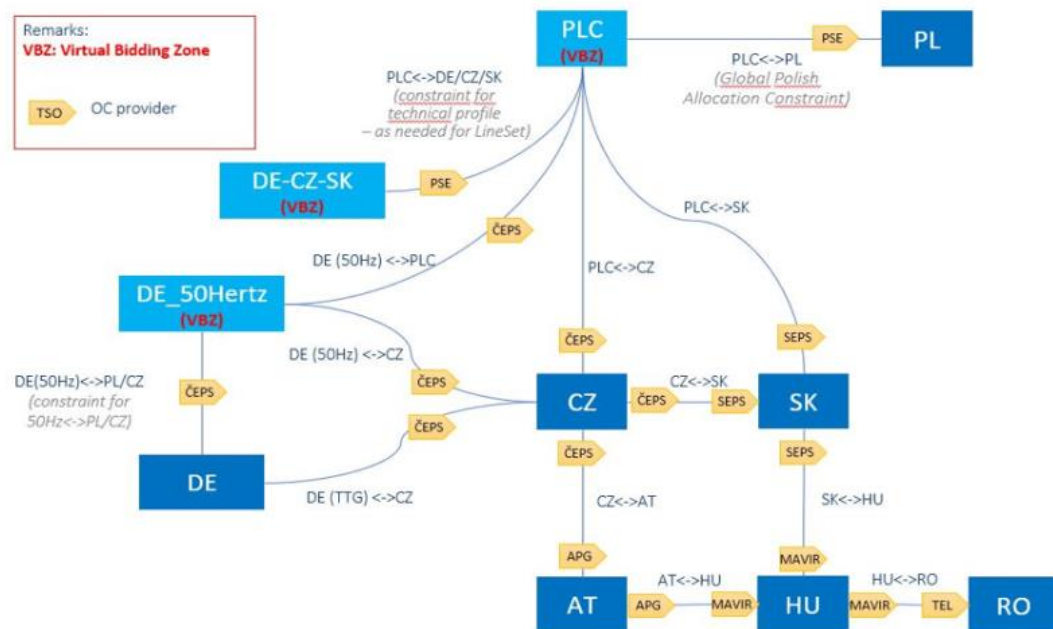 Remarks:
VBZ: Virtual Bidding Zone
TSO
OC provider
PLC
(VBZ)
PSE
PL
PLC<->PL
(Global Polish
Allocation Constraint)
PLC<->DE/CZ/SK
(constraint for
technical profile
– as needed for LineSet)
DE-CZ-SK
(VBZ)
PSE
PLC<->SK
ČEPS
DE (50Hz) <->PLC
PLC<->CZ
DE_50Hertz
(VBZ)
DE (50Hz) <->CZ
ČEPS
SEPS
DE(50Hz)<->PL/CZ
(constraint for
50Hz<->PL/CZ)
ČEPS
ČEPS
CZ
ČEPS
CZ<->SK
SEPS
SK
ČEPS
ČEPS
SEPS
DE
DE (TTG) <->CZ
CZ<->AT
SK<->HU
APG
MAVIR
AT
APG
AT<->HU
MAVIR
HU
MAVIR
HU<->RO
TEL
RO